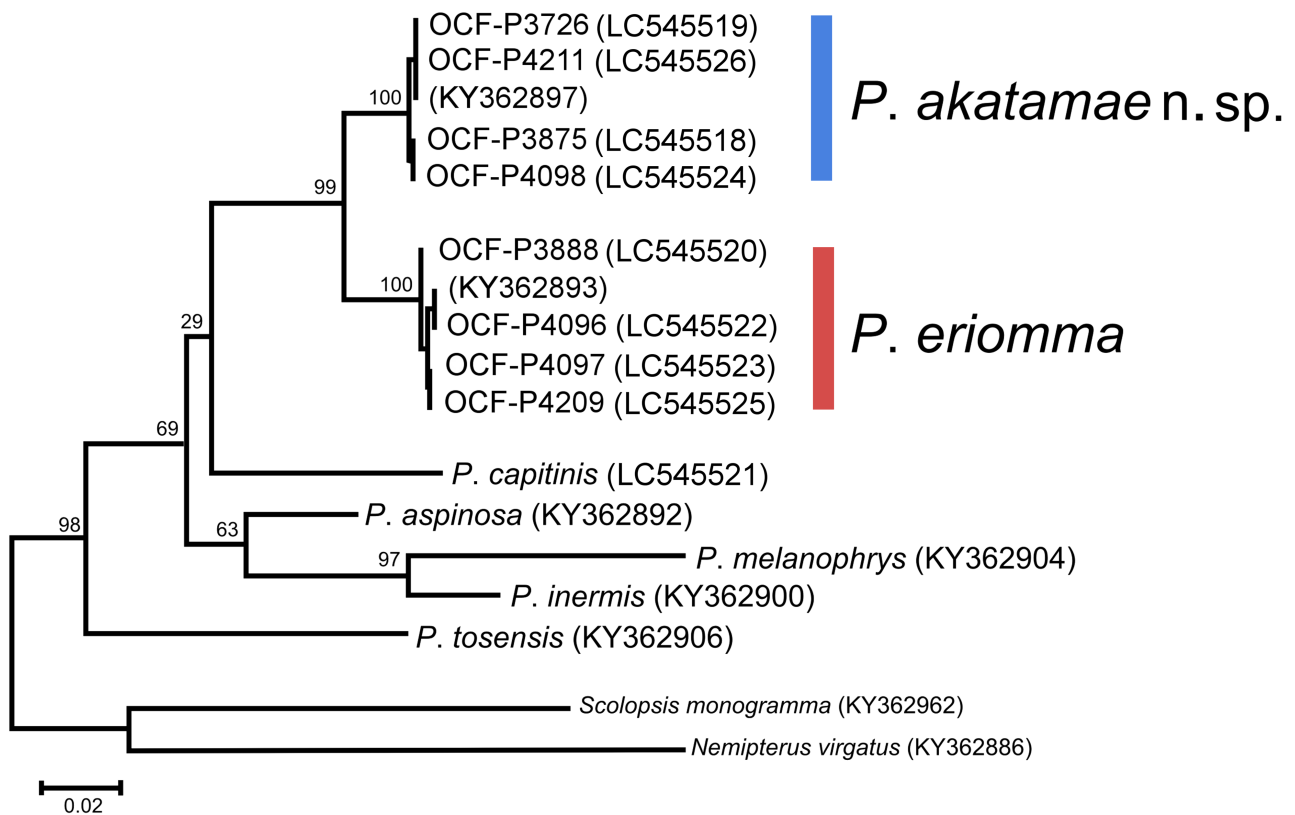 OCF-P3726 (LC545519)
OCF-P4211 (LC545526)
(KY362897)
OCF-P3875 (LC545518)
OCF-P4098 (LC545524)
P. akatamae n. sp.
100
99
OCF-P3888 (LC545520)
(KY362893)
OCF-P4096 (LC545522)
OCF-P4097 (LC545523)
OCF-P4209 (LC545525)
P. eriomma
100
29
69
P. capitinis (LC545521)
P. aspinosa (KY362892)
63
98
97
P. melanophrys (KY362904)
P. inermis (KY362900)
P. tosensis (KY362906)
Scolopsis monogramma (KY362962)
Nemipterus virgatus (KY362886)
0.02